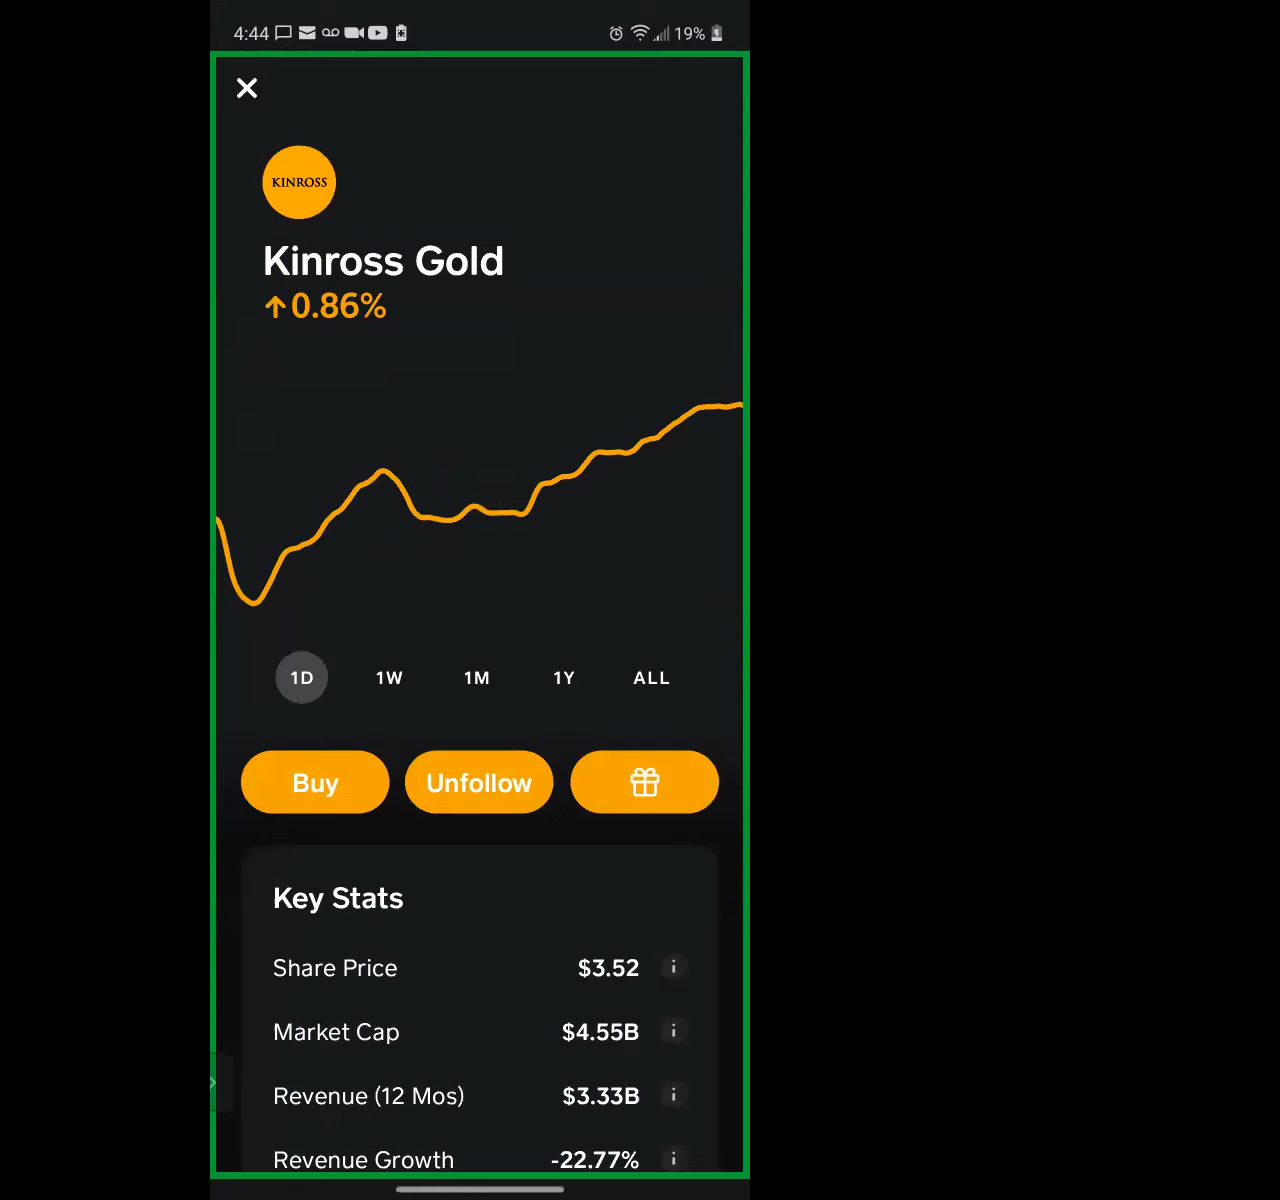 4:44 19%
KINROSS
Kinross Gold
↑0.86%
1D 1W 1M 1Y ALL
Buy Unfollow
Key Stats
Share Price $3.52 i
Market Cap $4.55B i
Revenue (12 Mos) $3.33B i
Revenue Growth -22.77% i